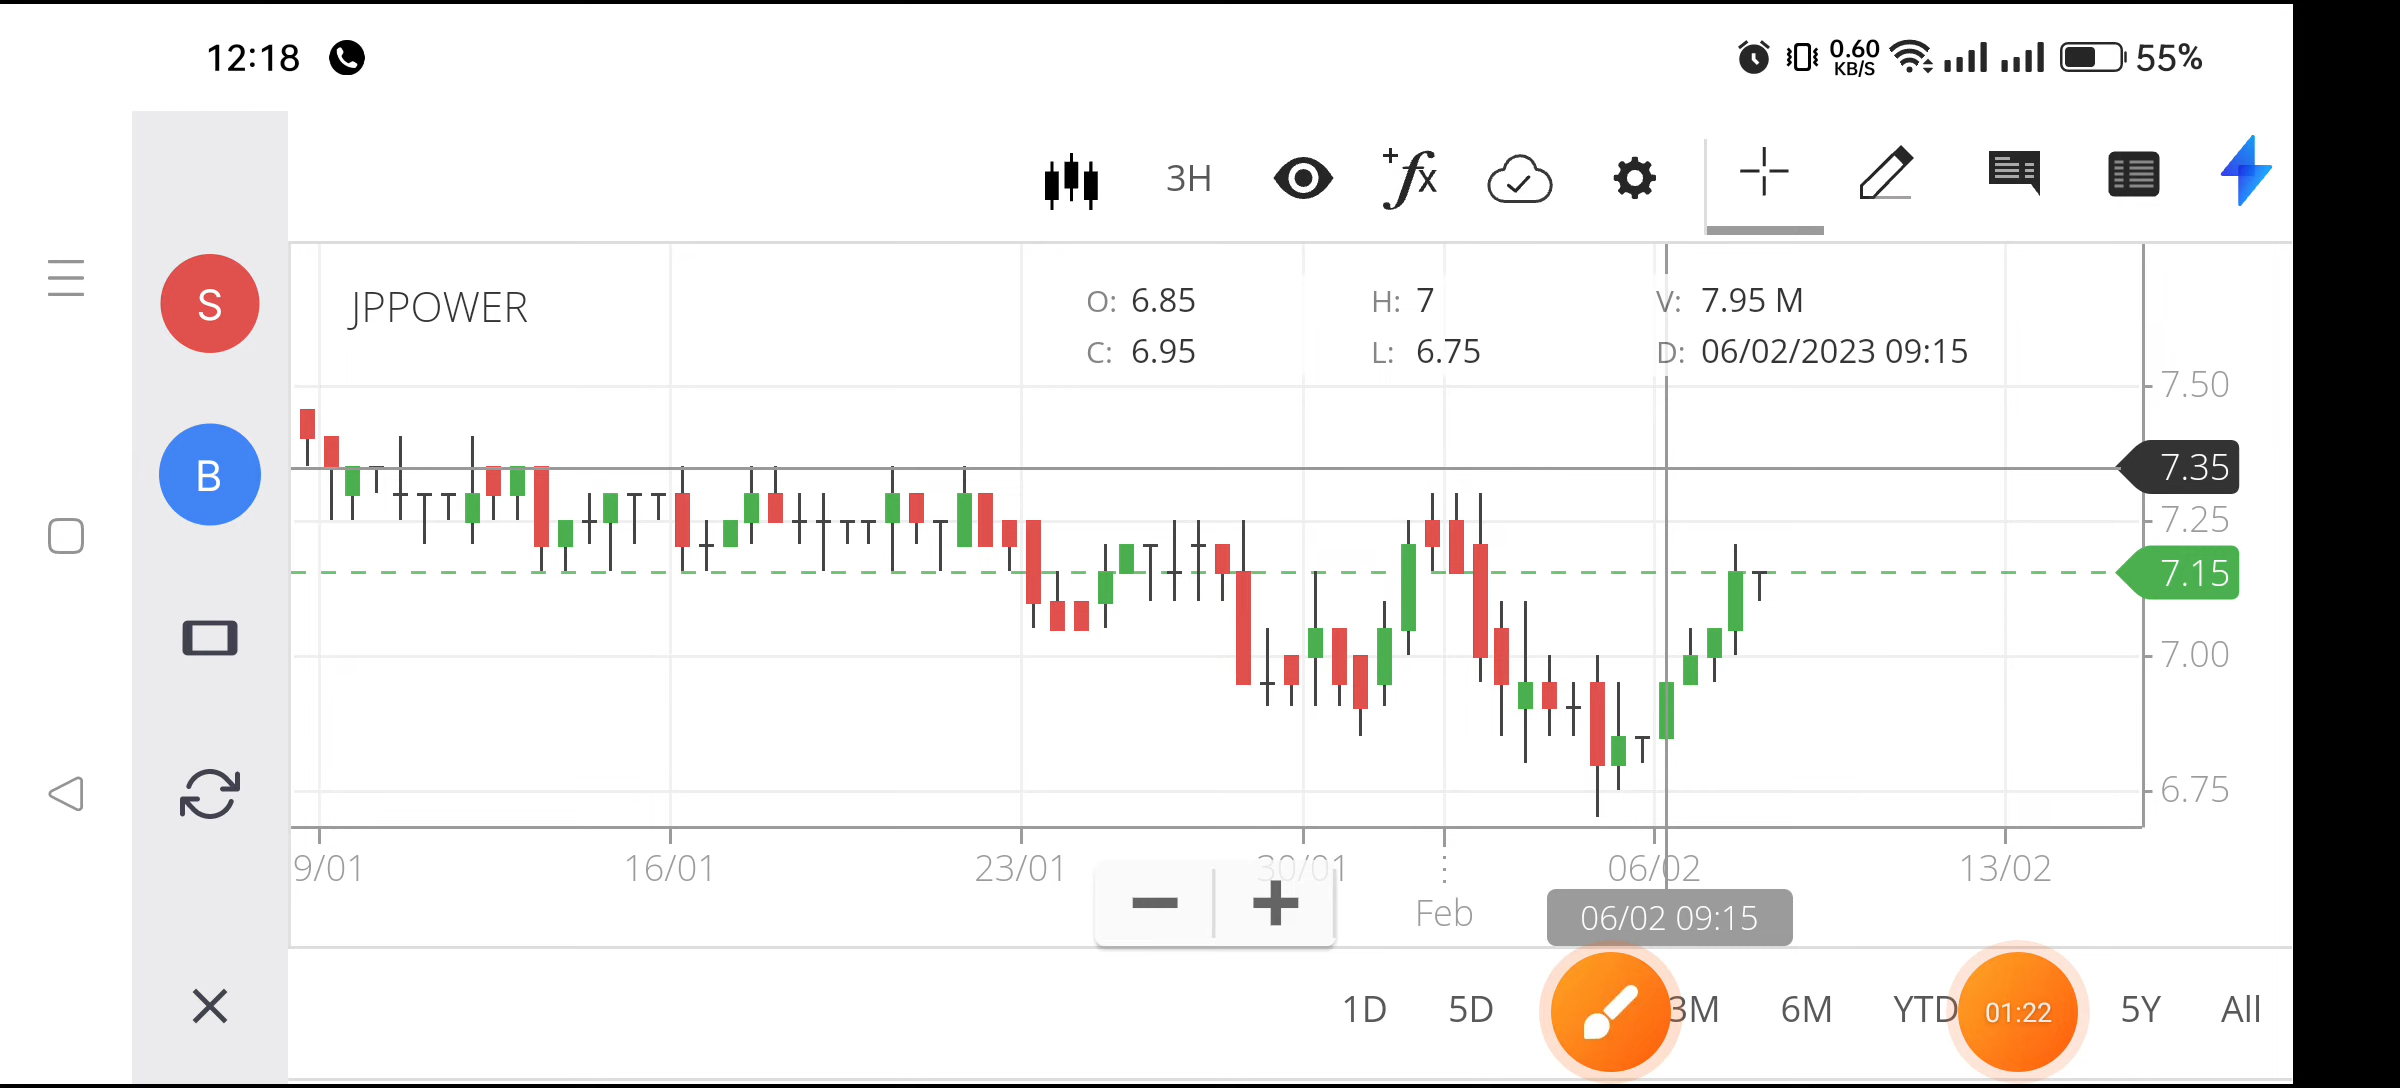 12:18
0.60
KB/S
55%
3H
+fx
S
B
JPPOWER
O: 6.85 H: 7 V: 7.95 M
C: 6.95 L: 6.75 D: 06/02/2023 09:15
7.50
7.35
7.25
7.15
7.00
6.75
9/01 16/01 23/01 30/01 06/02 13/02
Feb
06/02 09:15
1D 5D 3M 6M YTD 01:22 5Y All